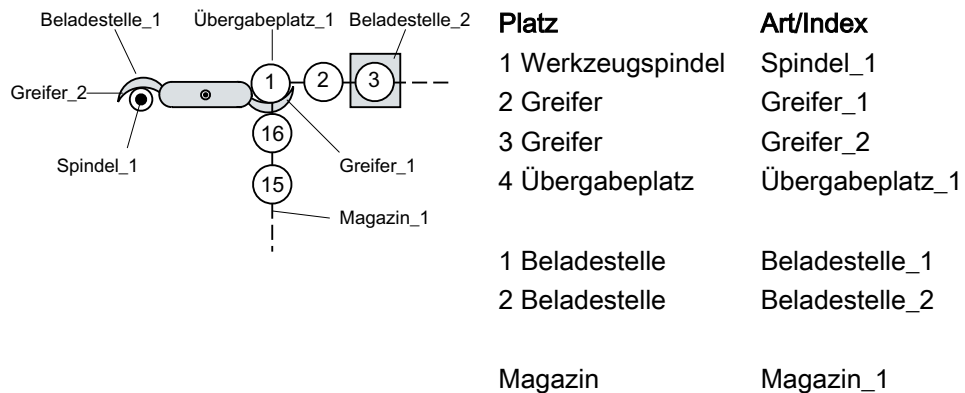 Beladestelle_1
Übergabeplatz_1
Beladestelle_2
Greifer_2
1
2
3
16
Spindel_1
Greifer_1
15
Magazin_1
Platz Art/Index
1 Werkzeugspindel Spindel_1
2 Greifer Greifer_1
3 Greifer Greifer_2
4 Übergabeplatz Übergabeplatz_1
1 Beladestelle Beladestelle_1
2 Beladestelle Beladestelle_2
Magazin Magazin_1